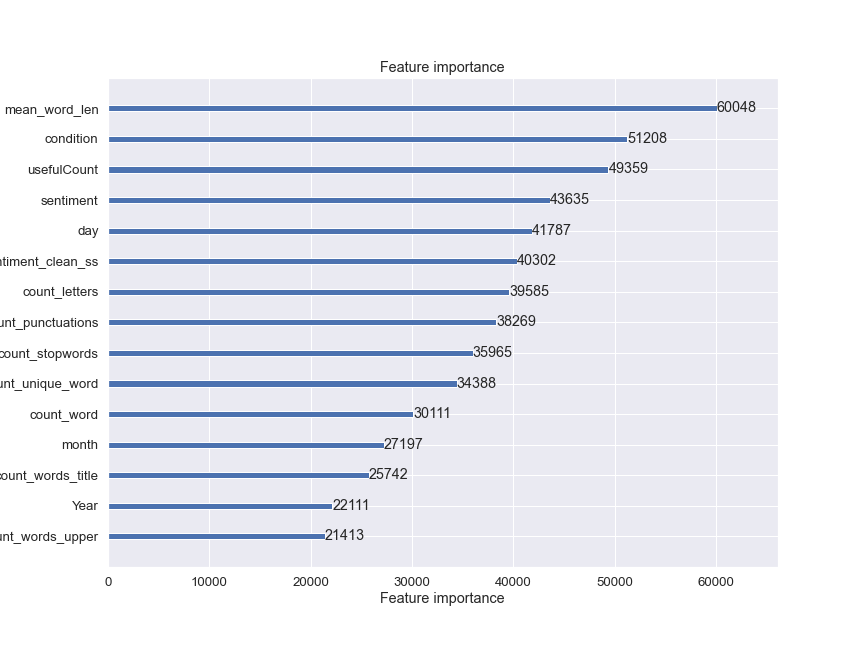 Feature importance
mean_word_len 60048
condition 51208
usefulCount 49359
sentiment 43635
day 41787
ntiment_clean_ss 40302
count_letters 39585
unt_punctuations 38269
count_stopwords 35965
unt_unique_word 34388
count_word 30111
month 27197
count_words_title 25742
Year 22111
unt_words_upper 21413
0 10000 20000 30000 40000 50000 60000
Feature importance